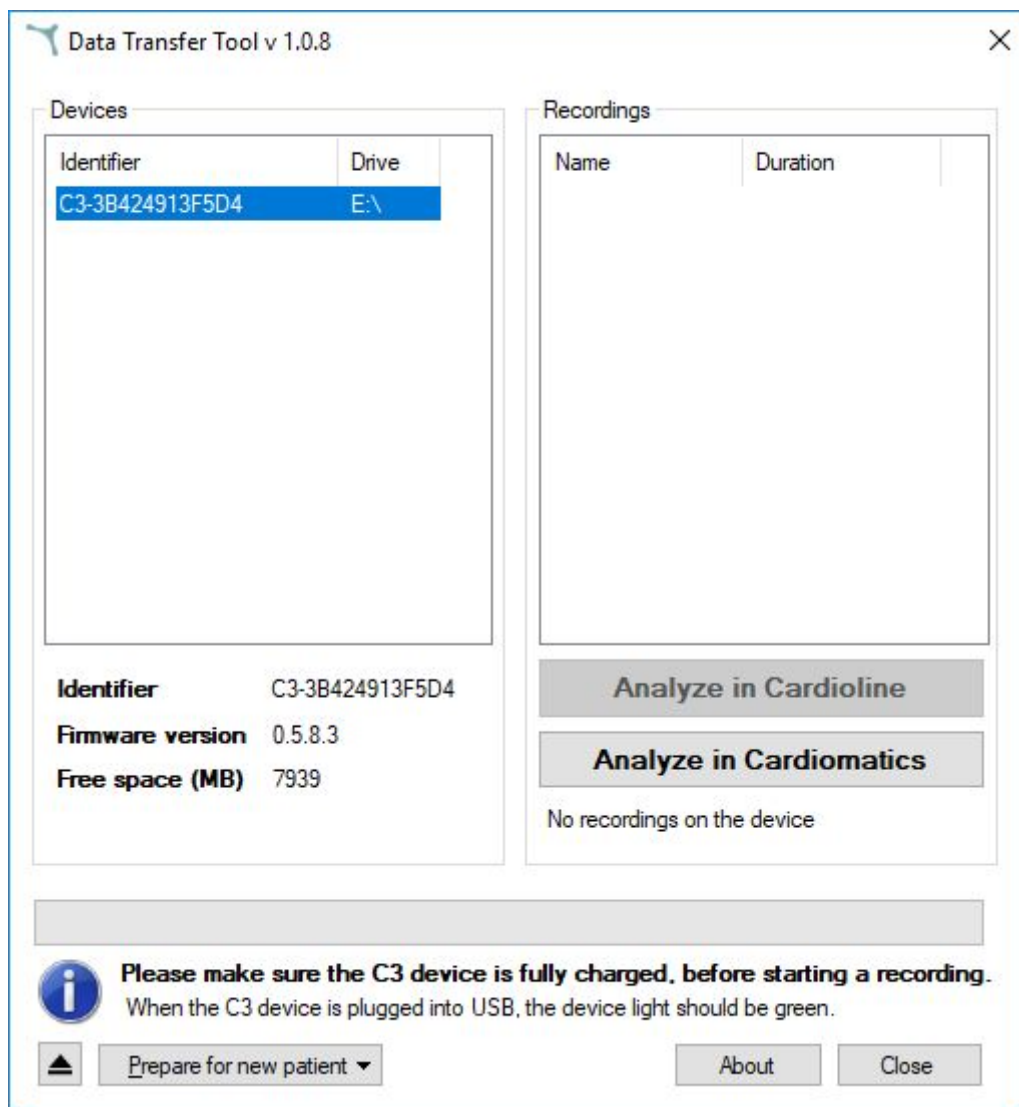 Data Transfer Tool v 1.0.8
Devices
Identifier Drive
C3-3B424913F5D4 E:\
Identifier C3-3B424913F5D4
Firmware version 0.5.8.3
Free space (MB) 7939
Recordings
Name Duration
Analyze in Cardioline
Analyze in Cardiomatics
No recordings on the device
Please make sure the C3 device is fully charged, before starting a recording.
When the C3 device is plugged into USB, the device light should be green.
Prepare for new patient
About
Close